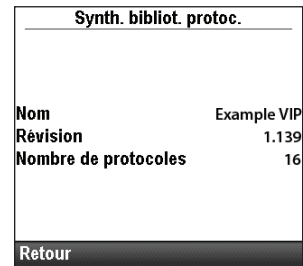 Synth. bibliot. protoc.
Nom Example VIP
Révision 1.139
Nombre de protocoles 16
Retour